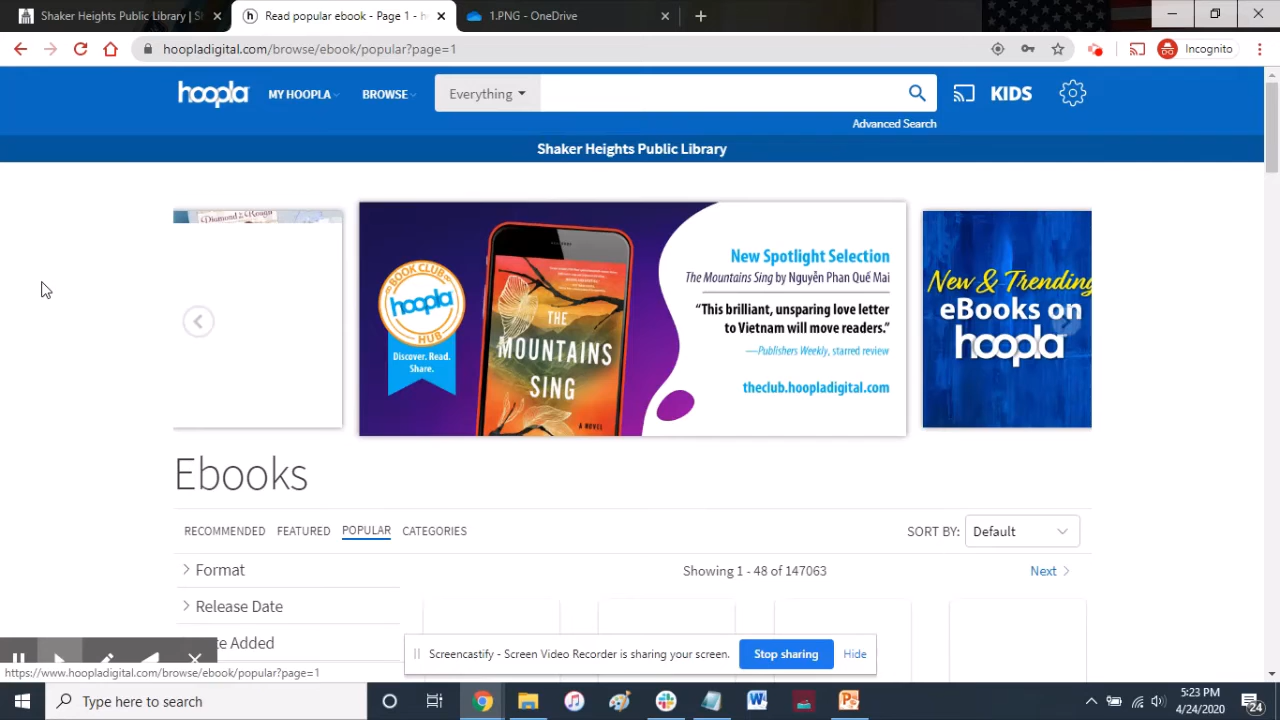 Shaker Heights Public Library |
Read popular ebook - Page 1 - h
1.PNG - OneDrive
hoopladigital.com/browse/ebook/popular?page=1
Incognito
hoopla
MY HOOPLA
BROWSE
Everything
KIDS
Advanced Search
Shaker Heights Public Library
BOOK CLUB
hoopla
HUB
Discover. Read.
Share.
THE
MOUNTAINS
SING
A NOVEL
New Spotlight Selection
The Mountains Sing by Nguyễn Phan Quế Mai
“This brilliant, unsparing love letter
to Vietnam will move readers.”
—Publishers Weekly, starred review
theclub.hoopladigital.com
New & Trending
eBooks on
hoopla
Ebooks
RECOMMENDED FEATURED POPULAR CATEGORIES
SORT BY: Default
Format
Showing 1 - 48 of 147063
Next
Release Date
te Added
Screencastify - Screen Video Recorder is sharing your screen.
Stop sharing
Hide
https://www.hoopladigital.com/browse/ebook/popular?page=1
Type here to search
5:23 PM
4/24/2020
24